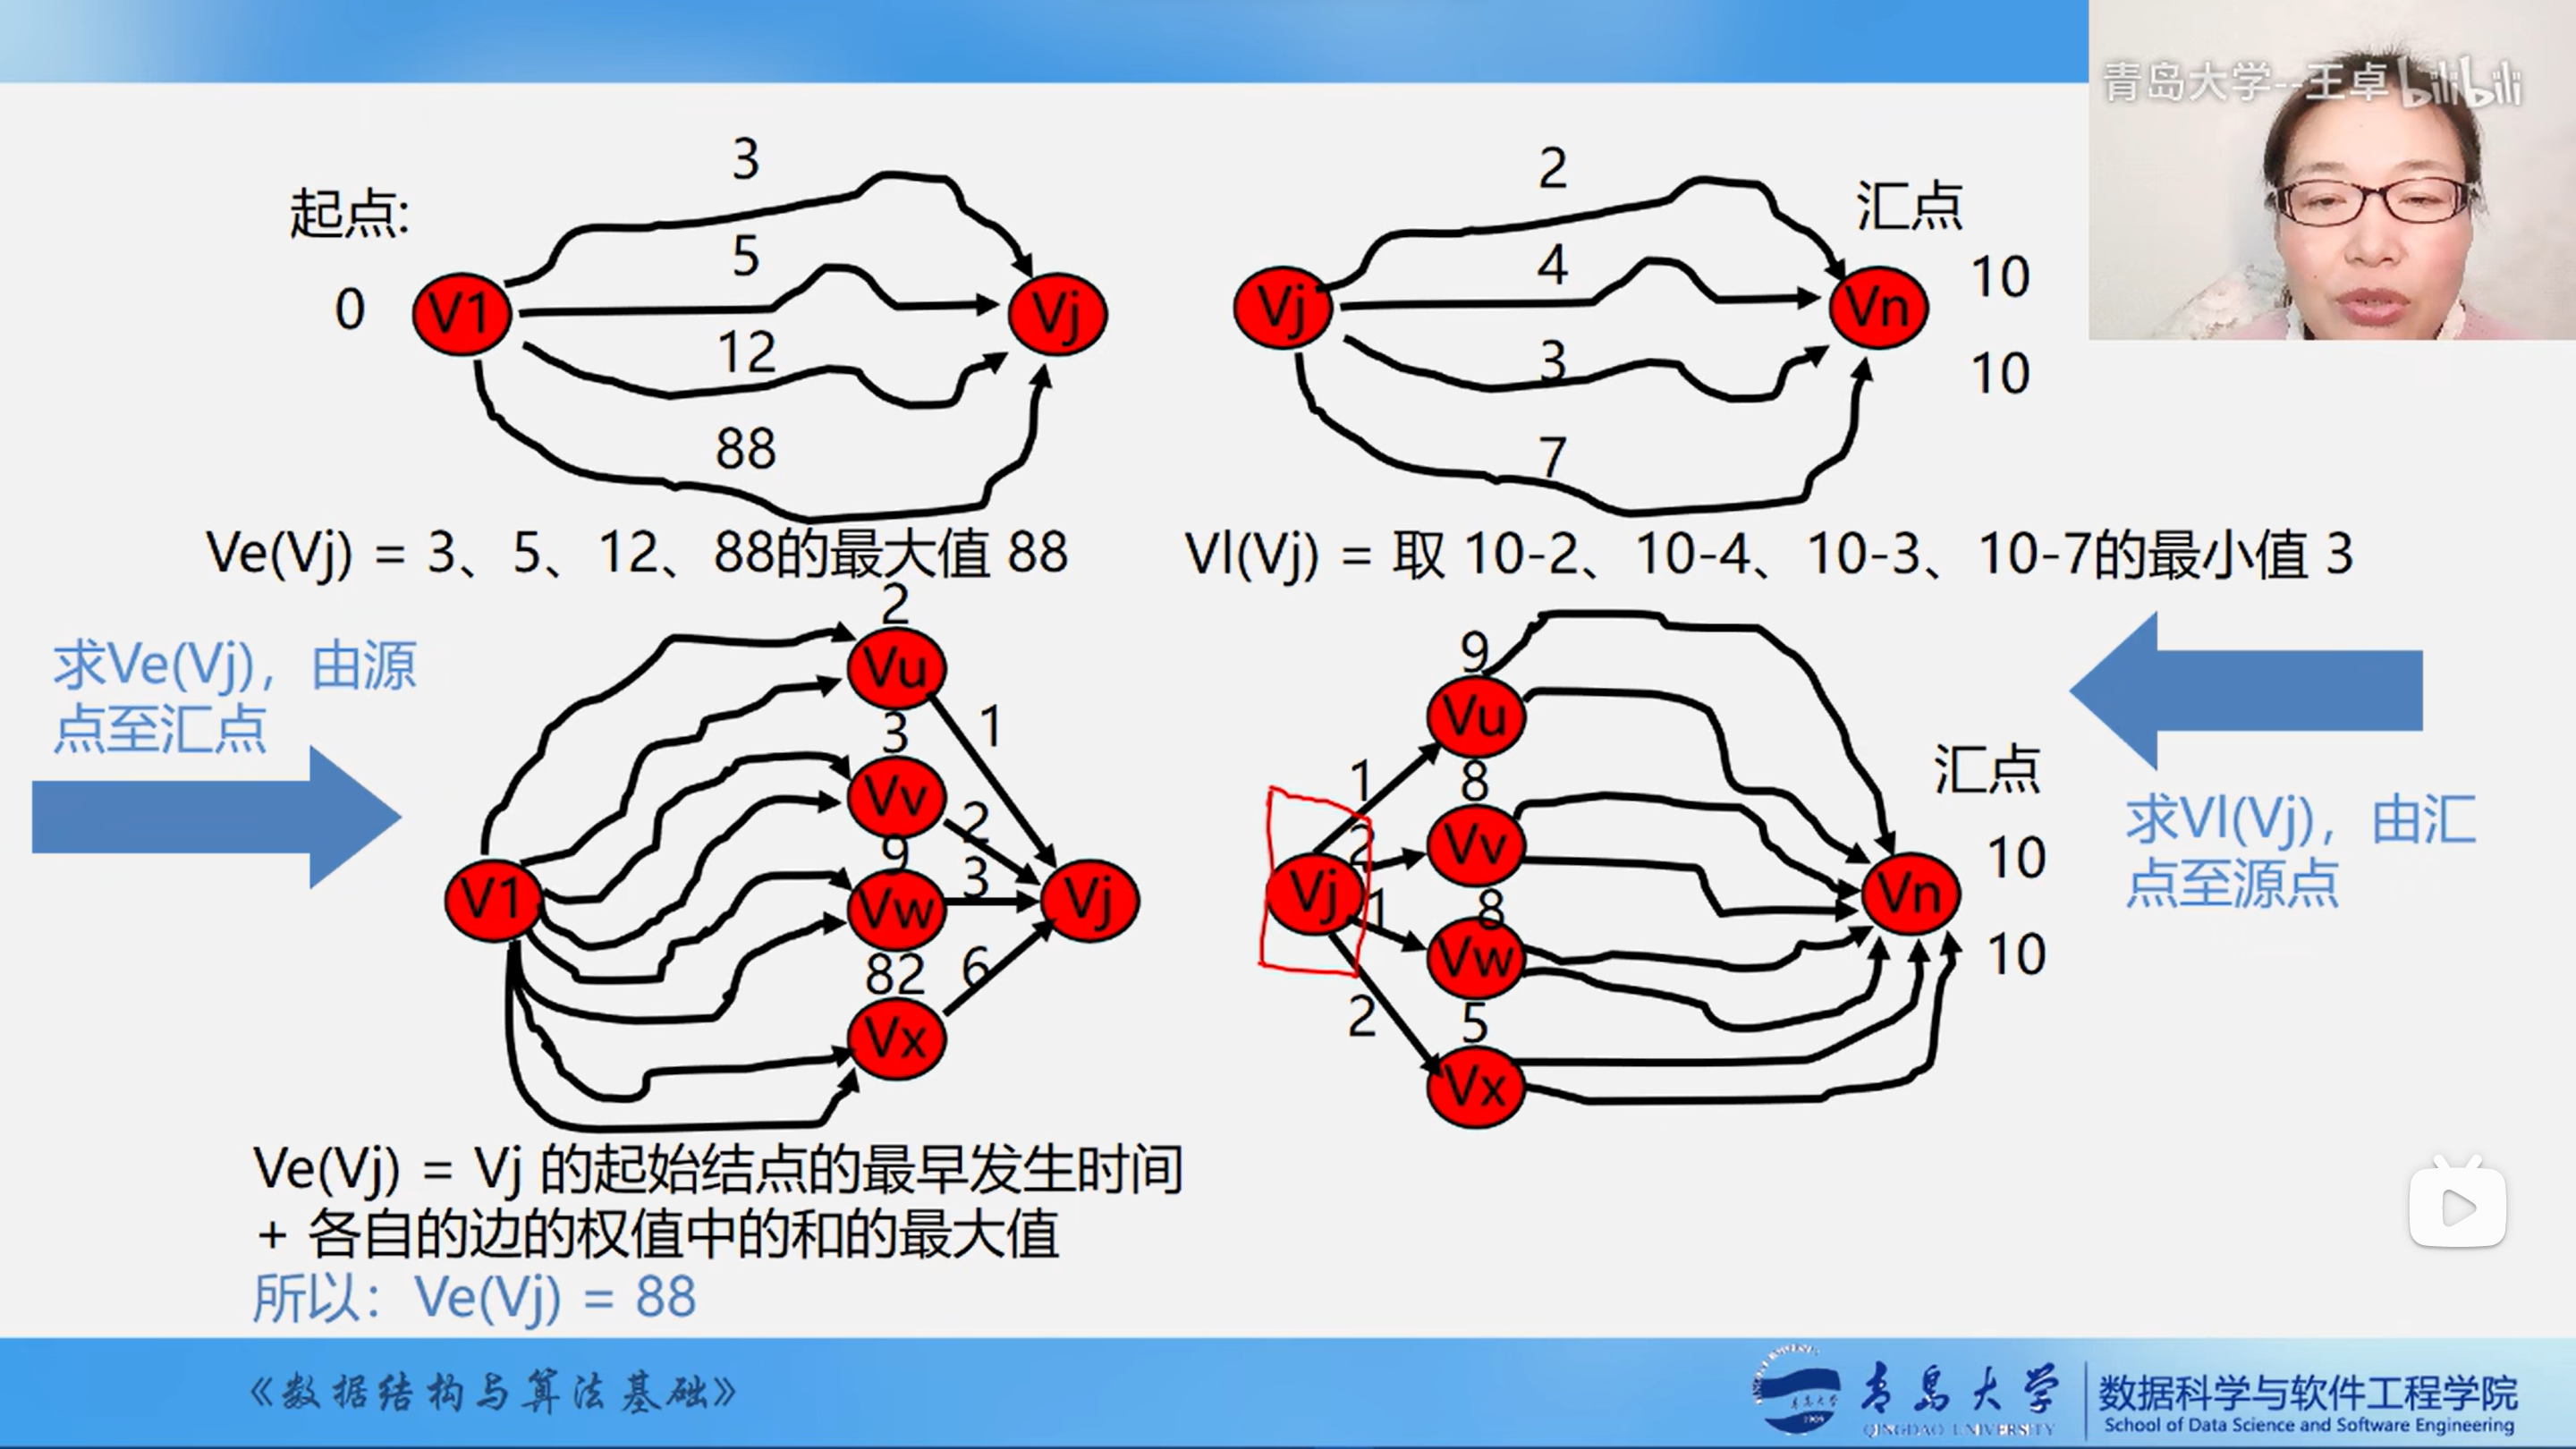 青岛大学--王卓 bilibili
3
2
起点:
汇点
5
4
0
V1
Vj
Vj
Vn
10
12
3
10
88
7
Ve(Vj) = 3、5、12、88的最大值 88
Vl(Vj) = 取 10-2、10-4、10-3、10-7的最小值 3
求Ve(Vj)，由源
点至汇点
2
Vu
1
3
Vv
2
9
3
V1
Vw
Vj
82
6
Vx
9
Vu
1
8
汇点
2
Vv
10
Vj
Vn
1
8
Vw
10
2
5
Vx
求Vl(Vj)，由汇
点至源点
Ve(Vj) = Vj 的起始结点的最早发生时间
+ 各自的边的权值中的和的最大值
所以：Ve(Vj) = 88
《数据结构与算法基础》
青岛大学
QINGDAO UNIVERSITY
数据科学与软件工程学院
School of Data Science and Software Engineering